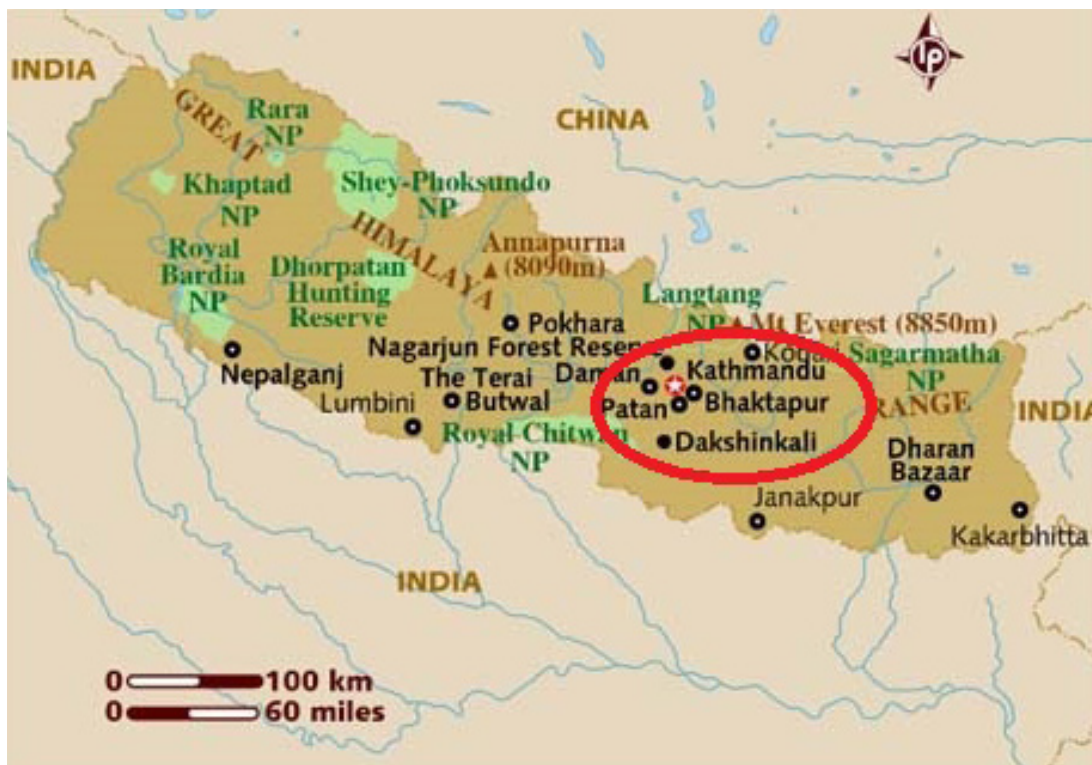 INDIA
GREAT
Rara
NP
CHINA
Khaptad
NP
Shey-Phoksundo
NP
HIMALAYA
Annapurna
(8090m)
Royal
Bardia
NP
Dhorpatan
Hunting
Reserve
Langtang
NP
Mt Everest (8850m)
Pokhara
Nagarjun Forest Reserve
Kodari
Sagarmatha
NP
Nepalganj
The Terai
Daman
Kathmandu
Lumbini
Butwal
Patan
Bhaktapur
RANGE
INDIA
Royal Chitwan
NP
Dakshinkali
Dharan
Bazaar
Janakpur
Kakarbhitta
INDIA
0 100 km
0 60 miles
lp